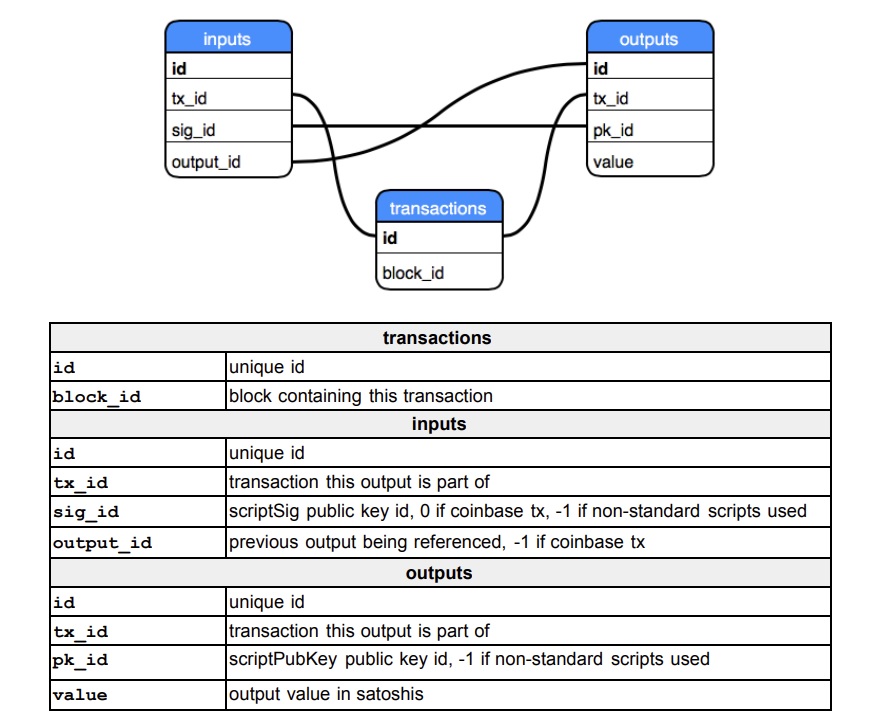 inputs
id
tx_id
sig_id
output_id
outputs
id
tx_id
pk_id
value
transactions
id
block_id
transactions
id unique id
block_id block containing this transaction
inputs
id unique id
tx_id transaction this output is part of
sig_id scriptSig public key id, 0 if coinbase tx, -1 if non-standard scripts used
output_id previous output being referenced, -1 if coinbase tx
outputs
id unique id
tx_id transaction this output is part of
pk_id scriptPubKey public key id, -1 if non-standard scripts used
value output value in satoshis